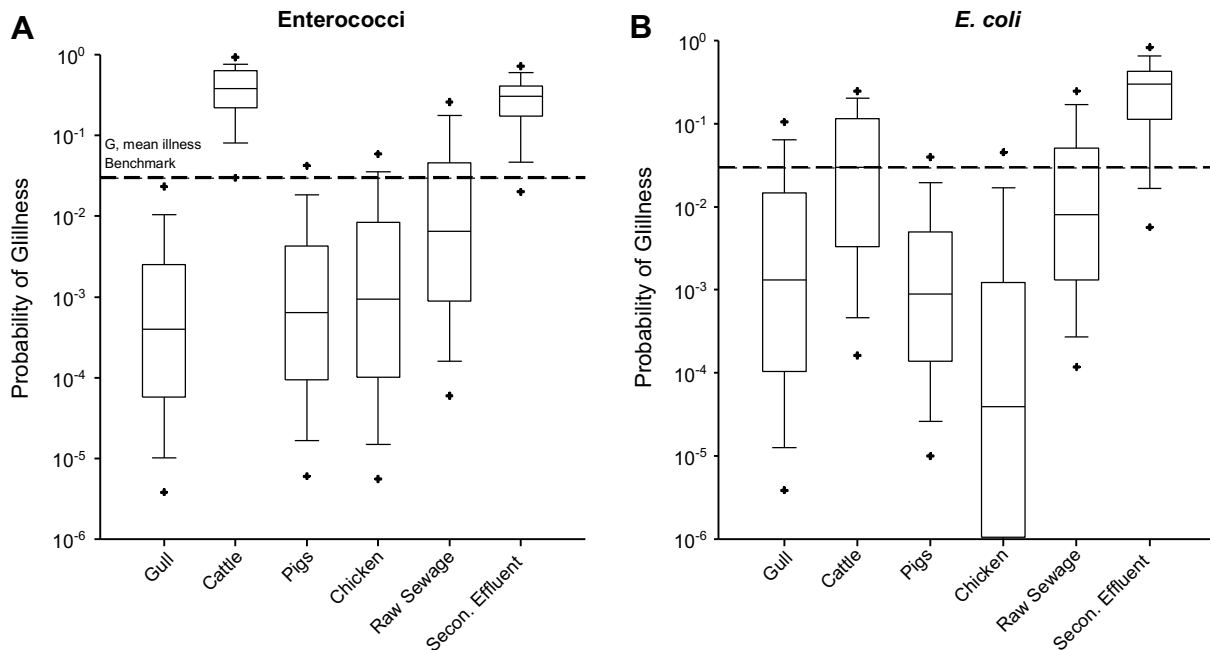 A
Enterococci
Probability of GIillness
10^0
10^-1
10^-2
10^-3
10^-4
10^-5
10^-6
G, mean illness
Benchmark
Gull
Cattle
Pigs
Chicken
Raw Sewage
Secon. Effluent
B
E. coli
Probability of GIillness
10^0
10^-1
10^-2
10^-3
10^-4
10^-5
10^-6
Gull
Cattle
Pigs
Chicken
Raw Sewage
Secon. Effluent